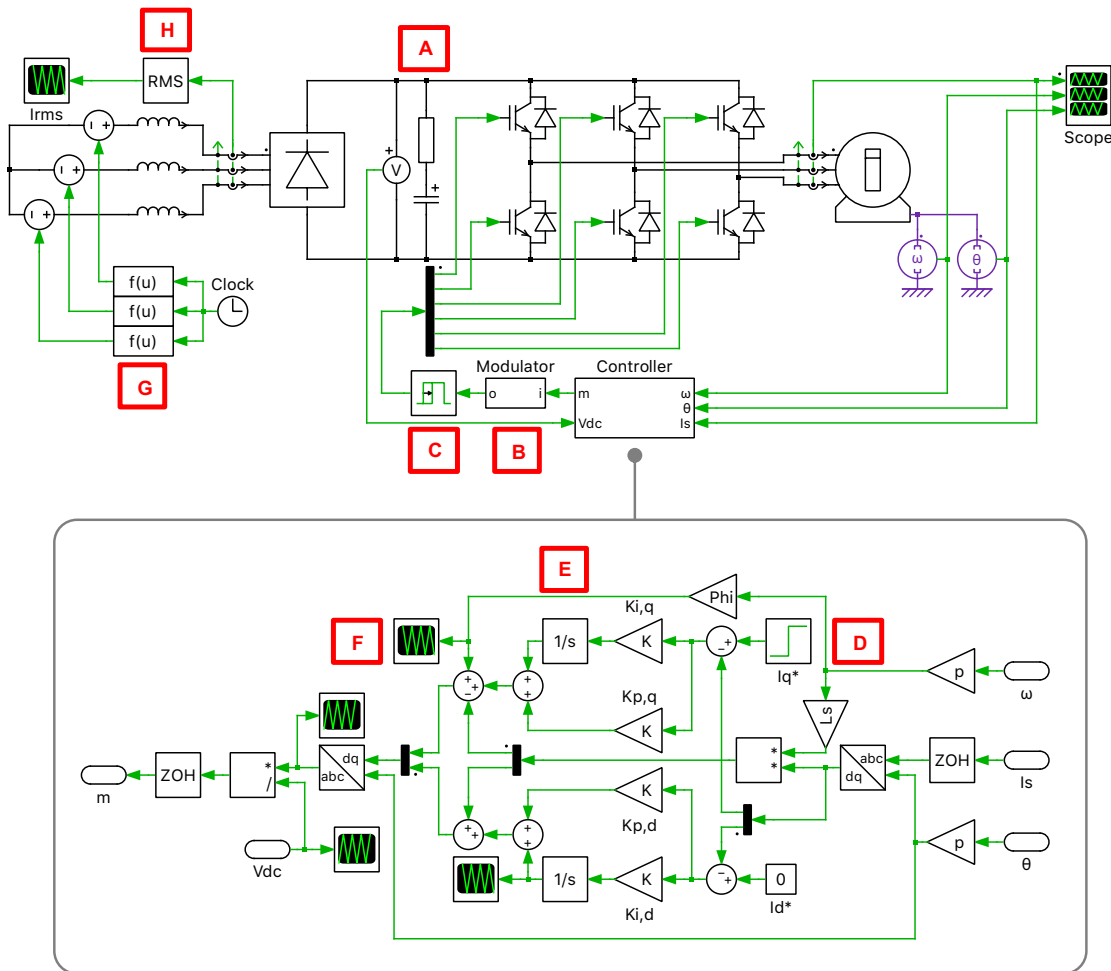 H
A
RMS
Irms
V
Scope
ω
θ
f(u)
f(u)
f(u)
Clock
G
Modulator
o i
Controller
m
Vdc
ω
θ
Is
C
B
E
F
D
Phi
Ki,q
1/s
K
Iq*
p
ω
Kp,q
K
Ls
m
ZOH
*
/
dq
abc
*
*
abc
dq
ZOH
Is
K
Kp,d
Vdc
1/s
K
Ki,d
0
Id*
p
θ